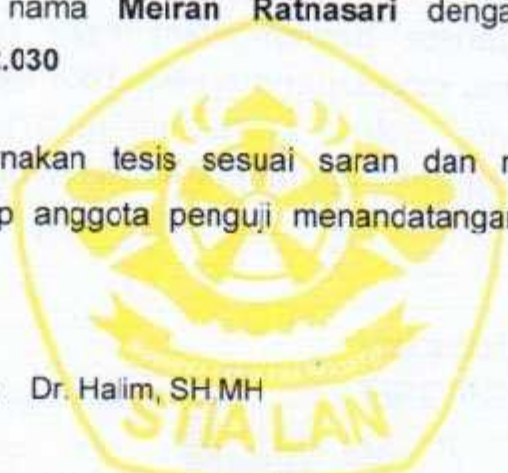 nama Meiran Ratnasari denga
.030
nakan tesis sesuai saran dan
p anggota penguji menandatangan
Dr. Halim, SH MH
STIA LAN